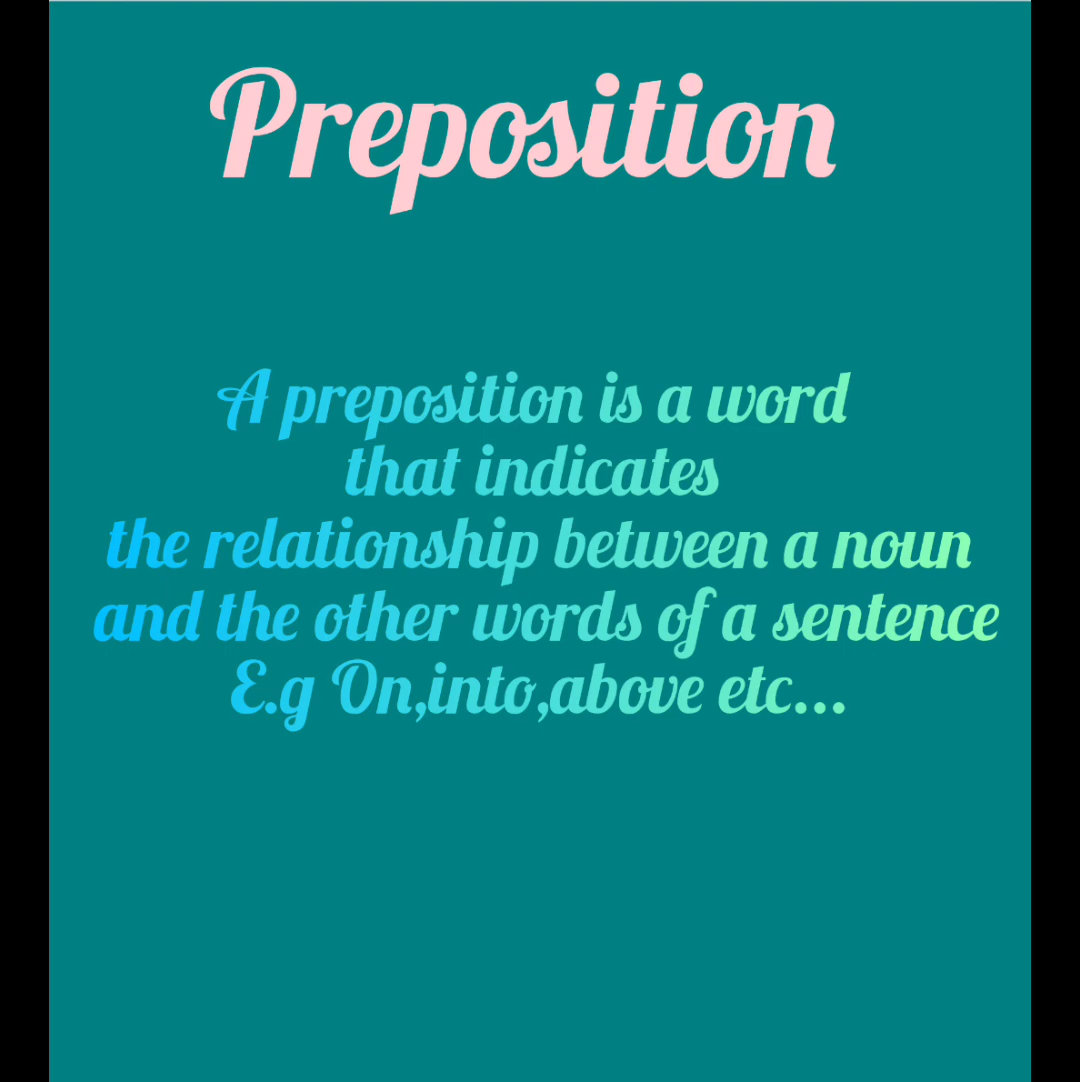 Preposition
A preposition is a word
that indicates
the relationship between a noun
and the other words of a sentence
E.g On,into,above etc...